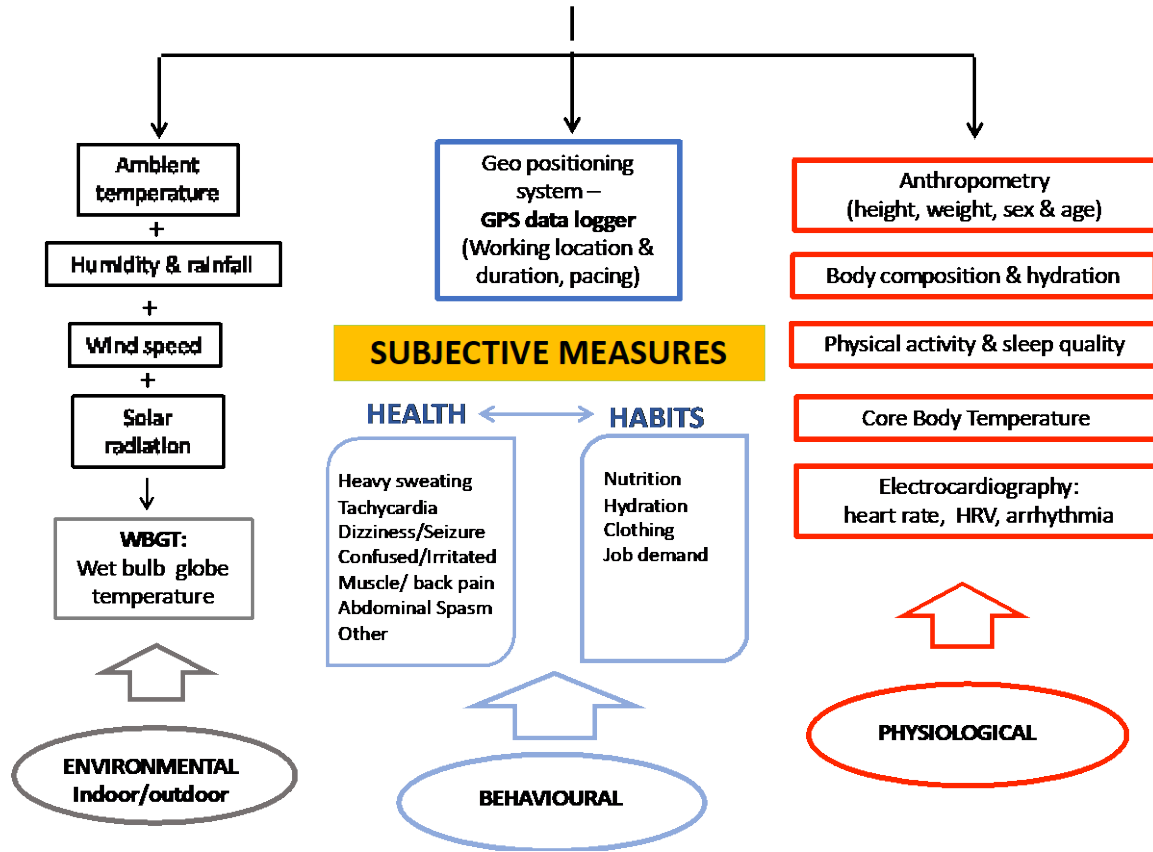 Ambient
temperature
+
Humidity & rainfall
+
Wind speed
+
Solar
radiation
WBGT:
Wet bulb globe
temperature
ENVIRONMENTAL
Indoor/outdoor
Geo positioning
system –
GPS data logger
(Working location &
duration, pacing)
SUBJECTIVE MEASURES
HEALTH
Heavy sweating
Tachycardia
Dizziness/Seizure
Confused/Irritated
Muscle/ back pain
Abdominal Spasm
Other
HABITS
Nutrition
Hydration
Clothing
Job demand
BEHAVIOURAL
Anthropometry
(height, weight, sex & age)
Body composition & hydration
Physical activity & sleep quality
Core Body Temperature
Electrocardiography:
heart rate, HRV, arrhythmia
PHYSIOLOGICAL